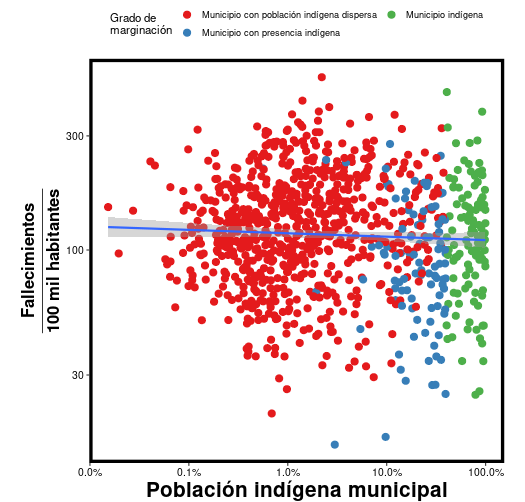 Grado de
marginación
Municipio con población indígena dispersa
Municipio con presencia indígena
Municipio indígena
Fallecimientos
100 mil habitantes
300
100
30
0.0%
0.1%
1.0%
10.0%
100.0%
Población indígena municipal